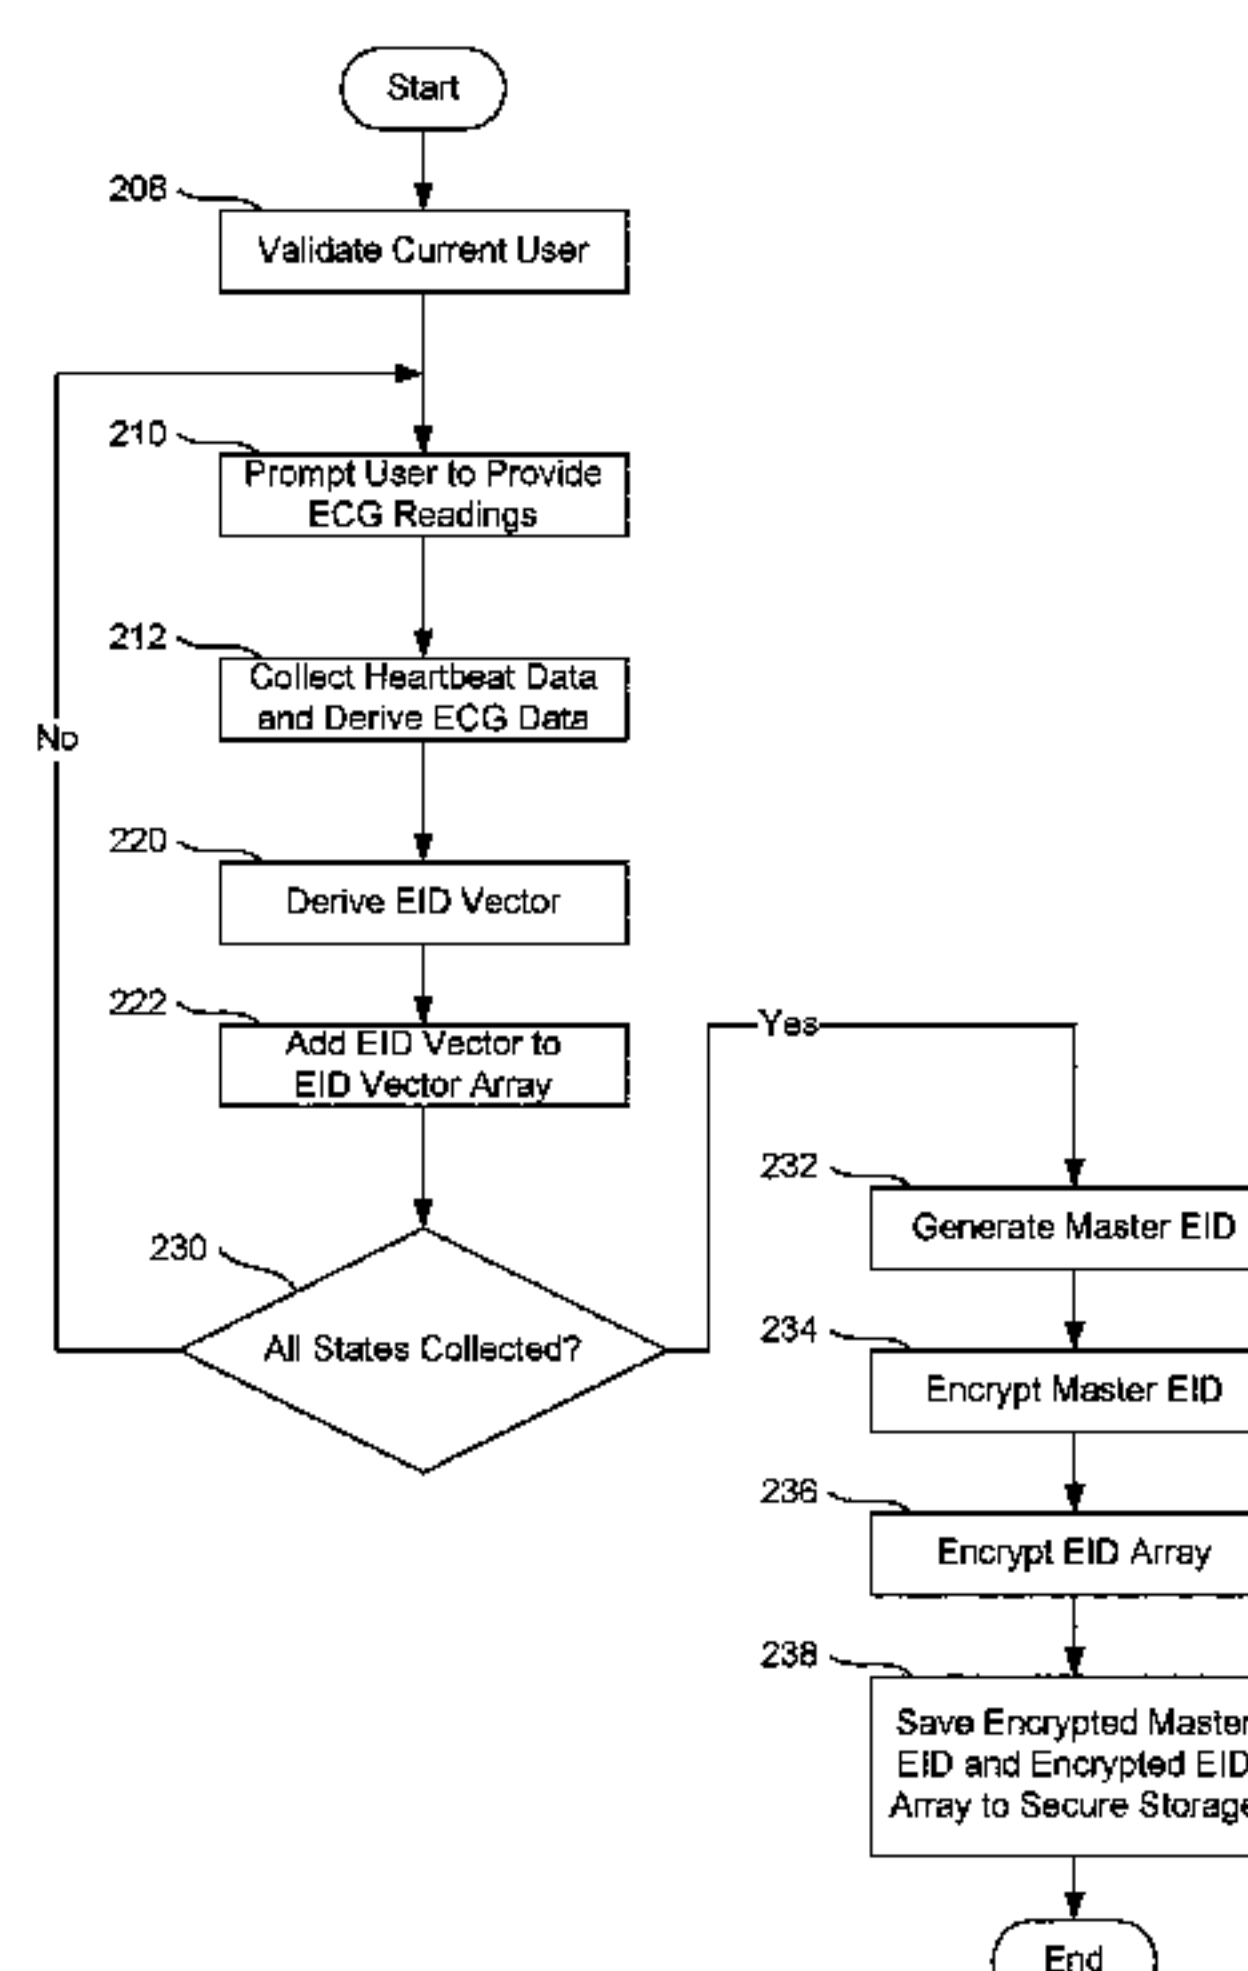 Start
208
Validate Current User
210
Prompt User to Provide
ECG Readings
212
Collect Heartbeat Data
and Derive ECG Data
No
220
Derive EID Vector
222
Add EID Vector to
EID Vector Array
Yes
230
All States Collected?
232
Generate Master EID
234
Encrypt Master EID
236
Encrypt EID Array
238
Save Encrypted Master
EID and Encrypted EID
Array to Secure Storage
End